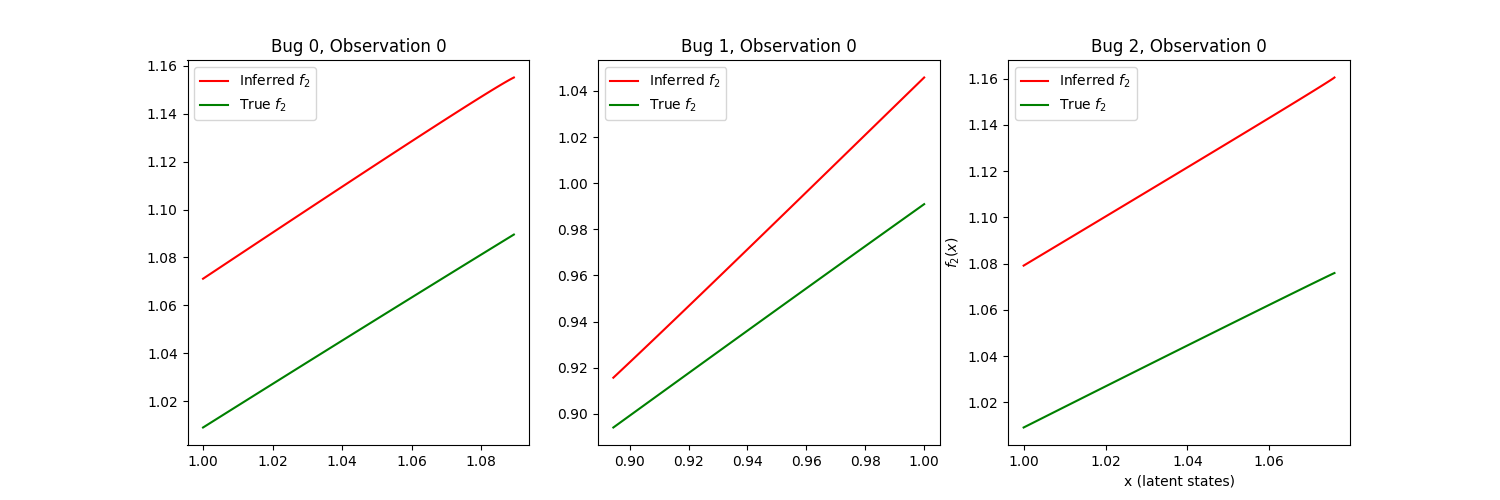 Bug 0, Observation 0
Inferred f₂
True f₂
1.16
1.14
1.12
1.10
1.08
1.06
1.04
1.02
1.00 1.02 1.04 1.06 1.08
Bug 1, Observation 0
Inferred f₂
True f₂
1.04
1.02
1.00
0.98
0.96
0.94
0.92
0.90
0.90 0.92 0.94 0.96 0.98 1.00
Bug 2, Observation 0
Inferred f₂
True f₂
f₂(x)
1.16
1.14
1.12
1.10
1.08
1.06
1.04
1.02
1.00 1.02 1.04 1.06
x (latent states)